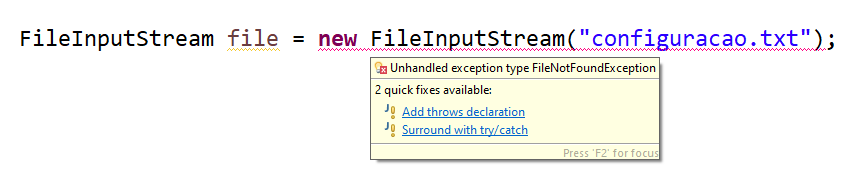 FileInputStream file = new FileInputStream("configuracao.txt");
Unhandled exception type FileNotFoundException
2 quick fixes available:
Add throws declaration
Surround with try/catch
Press 'F2' for focus